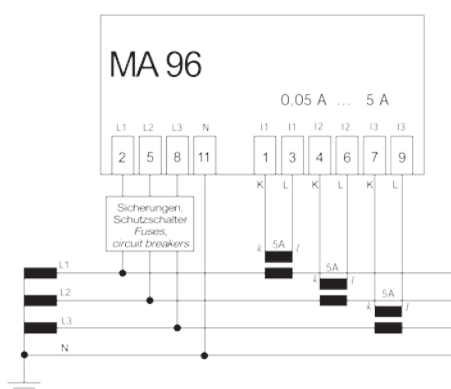 MA 96
0,05 A ... 5 A
L1 L2 L3 N I1 I1 I2 I2 I3 I3
2 5 8 11 1 3 4 6 7 9
K L K L K L
Sicherungen,
Schutzschalter
Fuses,
circuit breakers
k 5A l
L1
k 5A l
L2
k 5A l
L3
N